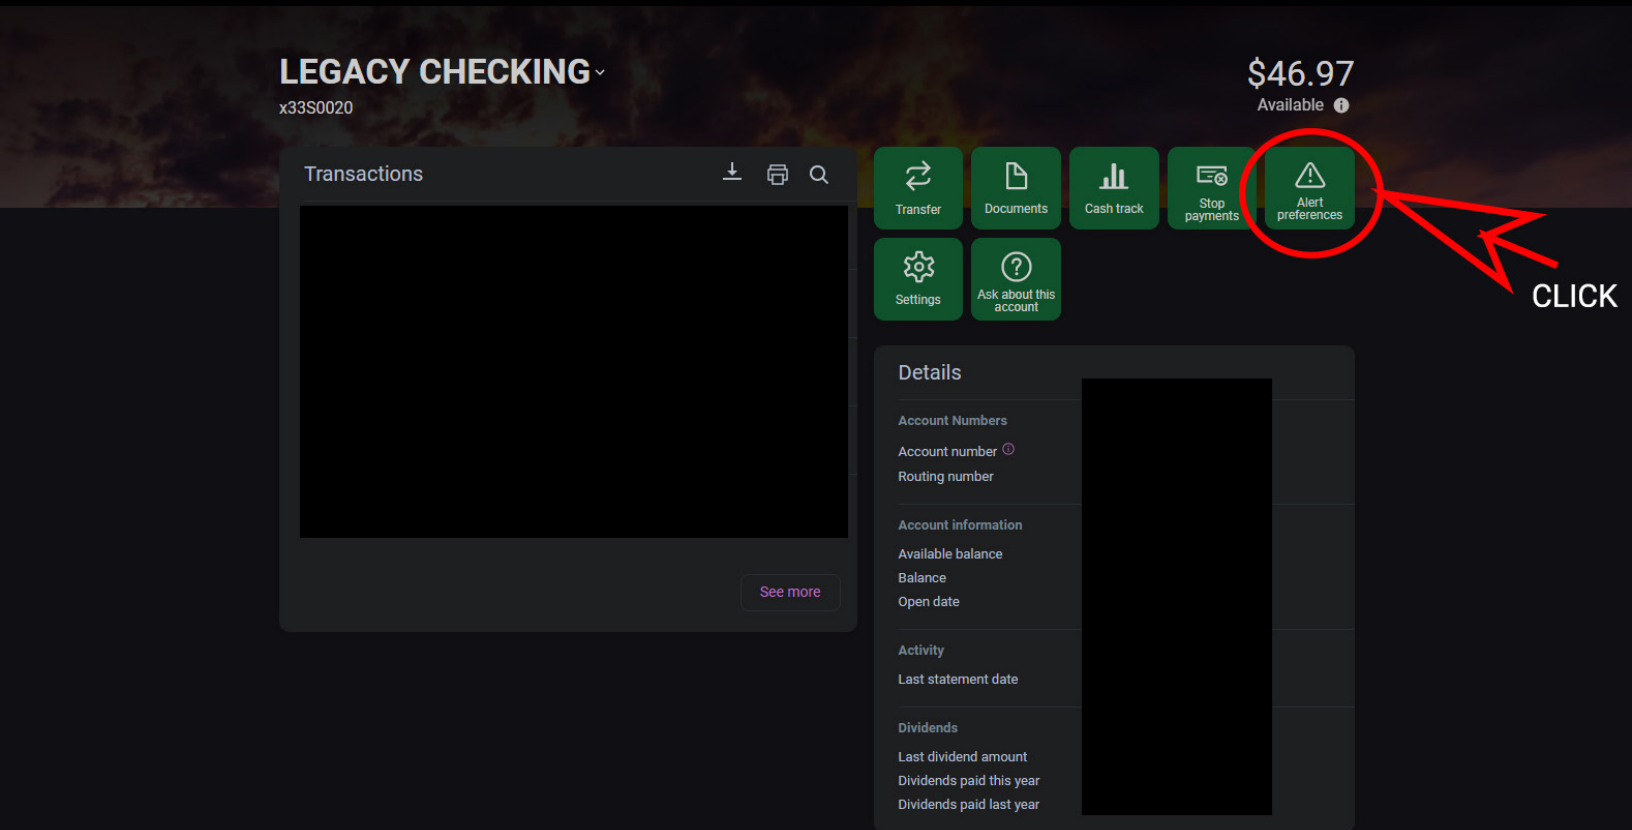 LEGACY CHECKING
x33S0020
$46.97
Available
Transactions
Transfer
Documents
Cash track
Stop
payments
Alert
preferences
Settings
Ask about this
account
CLICK
See more
Details
Account Numbers
Account number
Routing number
Account information
Available balance
Balance
Open date
Activity
Last statement date
Dividends
Last dividend amount
Dividends paid this year
Dividends paid last year